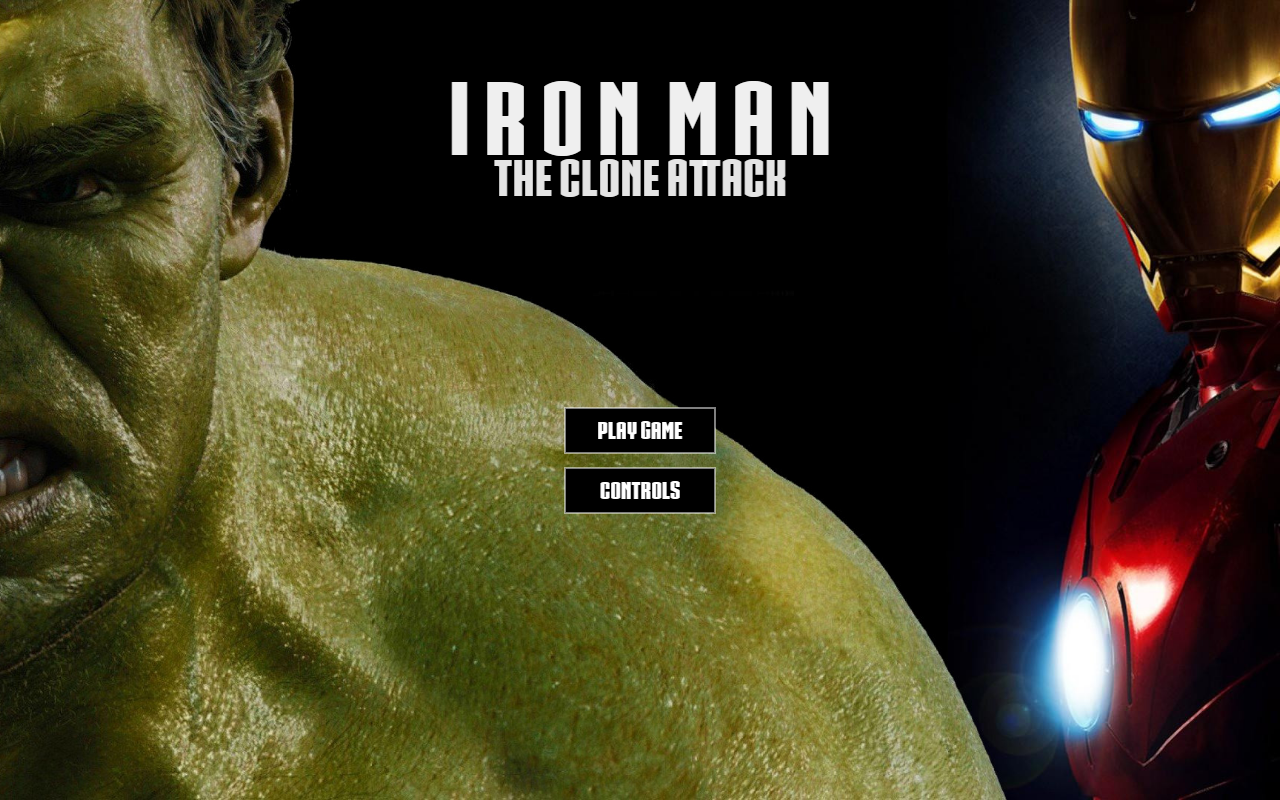 IRON MAN
THE CLONE ATTACK
PLAY GAME
CONTROLS